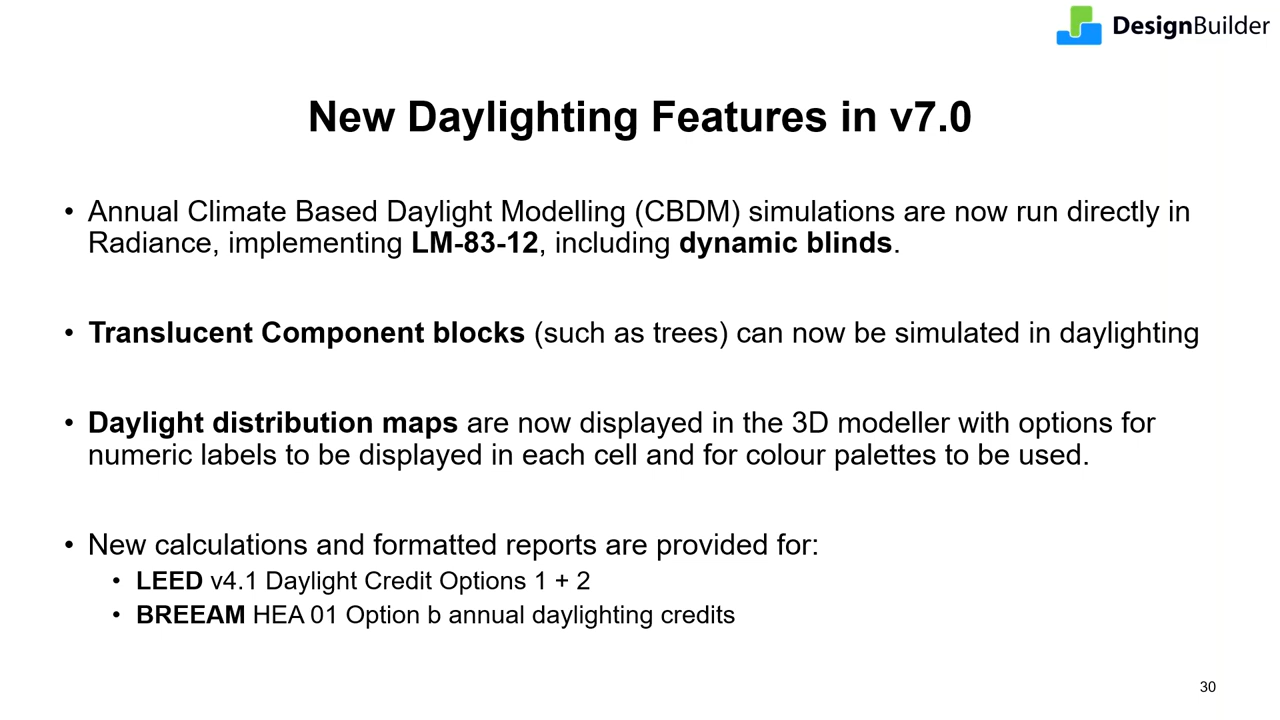 DesignBuilder
New Daylighting Features in v7.0
• Annual Climate Based Daylight Modelling (CBDM) simulations are now run directly in
Radiance, implementing LM-83-12, including dynamic blinds.
• Translucent Component blocks (such as trees) can now be simulated in daylighting
• Daylight distribution maps are now displayed in the 3D modeller with options for
numeric labels to be displayed in each cell and for colour palettes to be used.
• New calculations and formatted reports are provided for:
• LEED v4.1 Daylight Credit Options 1 + 2
• BREEAM HEA 01 Option b annual daylighting credits
30